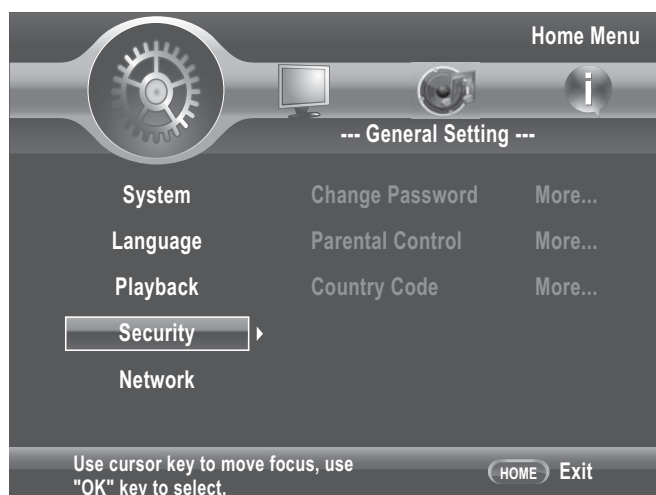 Home Menu
i
--- General Setting ---
System Change Password More...
Language Parental Control More...
Playback Country Code More...
Security
Network
Use cursor key to move focus, use
"OK" key to select.
HOME Exit